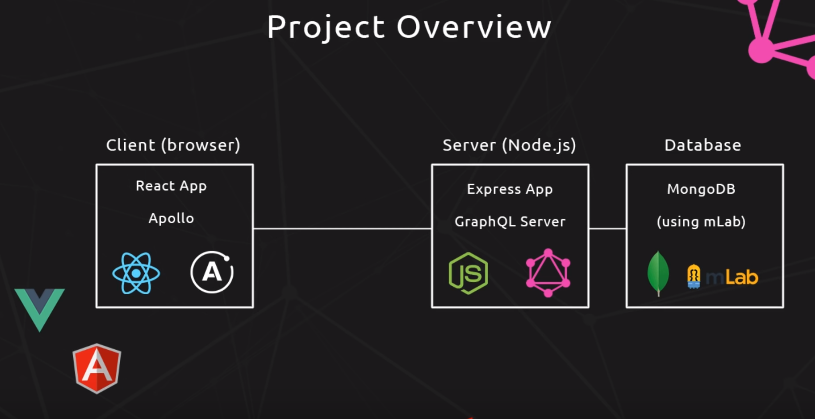 Project Overview
Client (browser)
React App
Apollo
A
Server (Node.js)
Express App
GraphQL Server
JS
Database
MongoDB
(using mLab)
mLab
A